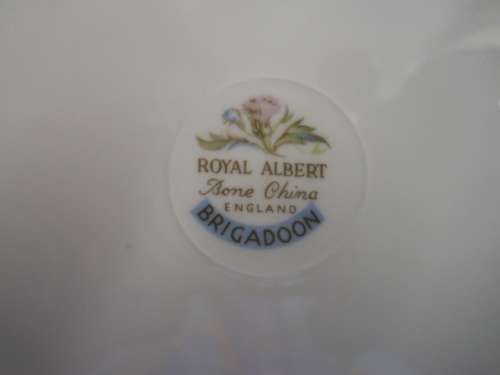 ROYAL ALBERT
Bone China
ENGLAND
BRIGADOON